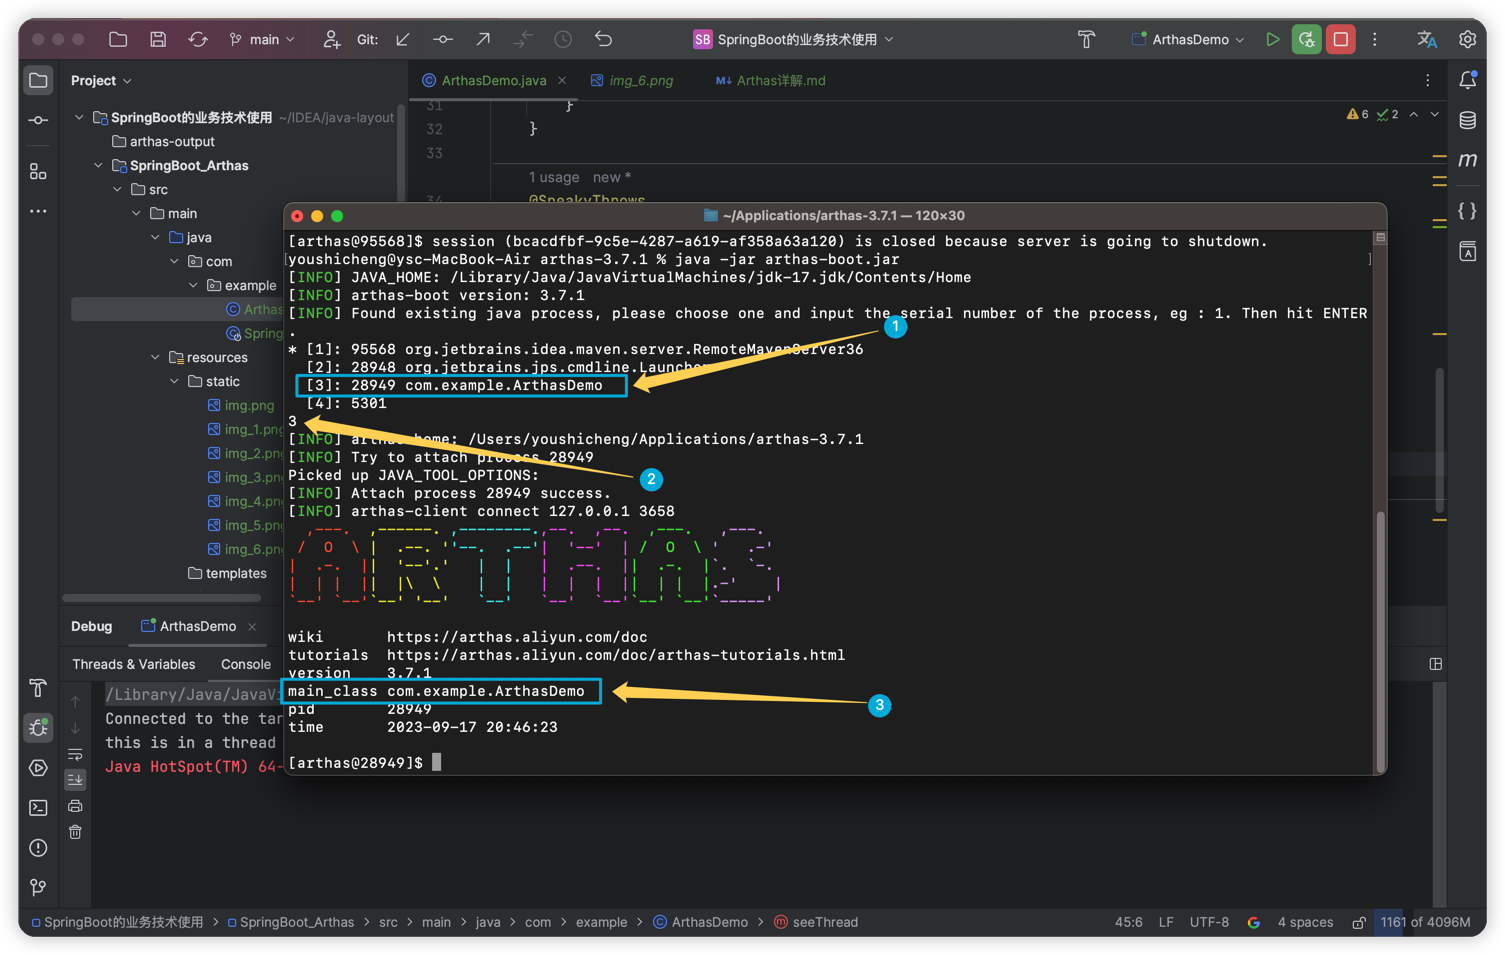 main
Git:
SB SpringBoot的业务技术使用
ArthasDemo
Project
ArthasDemo.java
img_6.png
M↓ Arthas详解.md
SpringBoot的业务技术使用 ~/IDEA/java-layout
arthas-output
SpringBoot_Arthas
src
main
java
com
example
Arthas
Spring
resources
static
img.png
img_1.png
img_2.png
img_3.png
img_4.png
img_5.png
img_6.png
templates
31 }
32 }
33
6 2
1 usage new *
34 @SneakyThrows
~/Applications/arthas-3.7.1 — 120×30
[arthas@95568]$ session (bcacdfbf-9c5e-4287-a619-af358a63a120) is closed because server is going to shutdown.
youshicheng@ysc-MacBook-Air arthas-3.7.1 % java -jar arthas-boot.jar
[INFO] JAVA_HOME: /Library/Java/JavaVirtualMachines/jdk-17.jdk/Contents/Home
[INFO] arthas-boot version: 3.7.1
[INFO] Found existing java process, please choose one and input the serial number of the process, eg : 1. Then hit ENTER
.
1
* [1]: 95568 org.jetbrains.idea.maven.server.RemoteMavenServer36
[2]: 28948 org.jetbrains.jps.cmdline.Launcher
[3]: 28949 com.example.ArthasDemo
[4]: 5301
3
[INFO] arthas home: /Users/youshicheng/Applications/arthas-3.7.1
[INFO] Try to attach process 28949
Picked up JAVA_TOOL_OPTIONS:
2
[INFO] Attach process 28949 success.
[INFO] arthas-client connect 127.0.0.1 3658
ARTHAS
wiki https://arthas.aliyun.com/doc
tutorials https://arthas.aliyun.com/doc/arthas-tutorials.html
version 3.7.1
main_class com.example.ArthasDemo
3
pid 28949
time 2023-09-17 20:46:23
[arthas@28949]$
Debug
ArthasDemo
Threads & Variables
Console
/Library/Java/JavaVi
Connected to the tar
this is in a thread
Java HotSpot(TM) 64-
SpringBoot的业务技术使用 > SpringBoot_Arthas > src > main > java > com > example > ArthasDemo > seeThread
45:6 LF UTF-8 4 spaces 1161 of 4096M